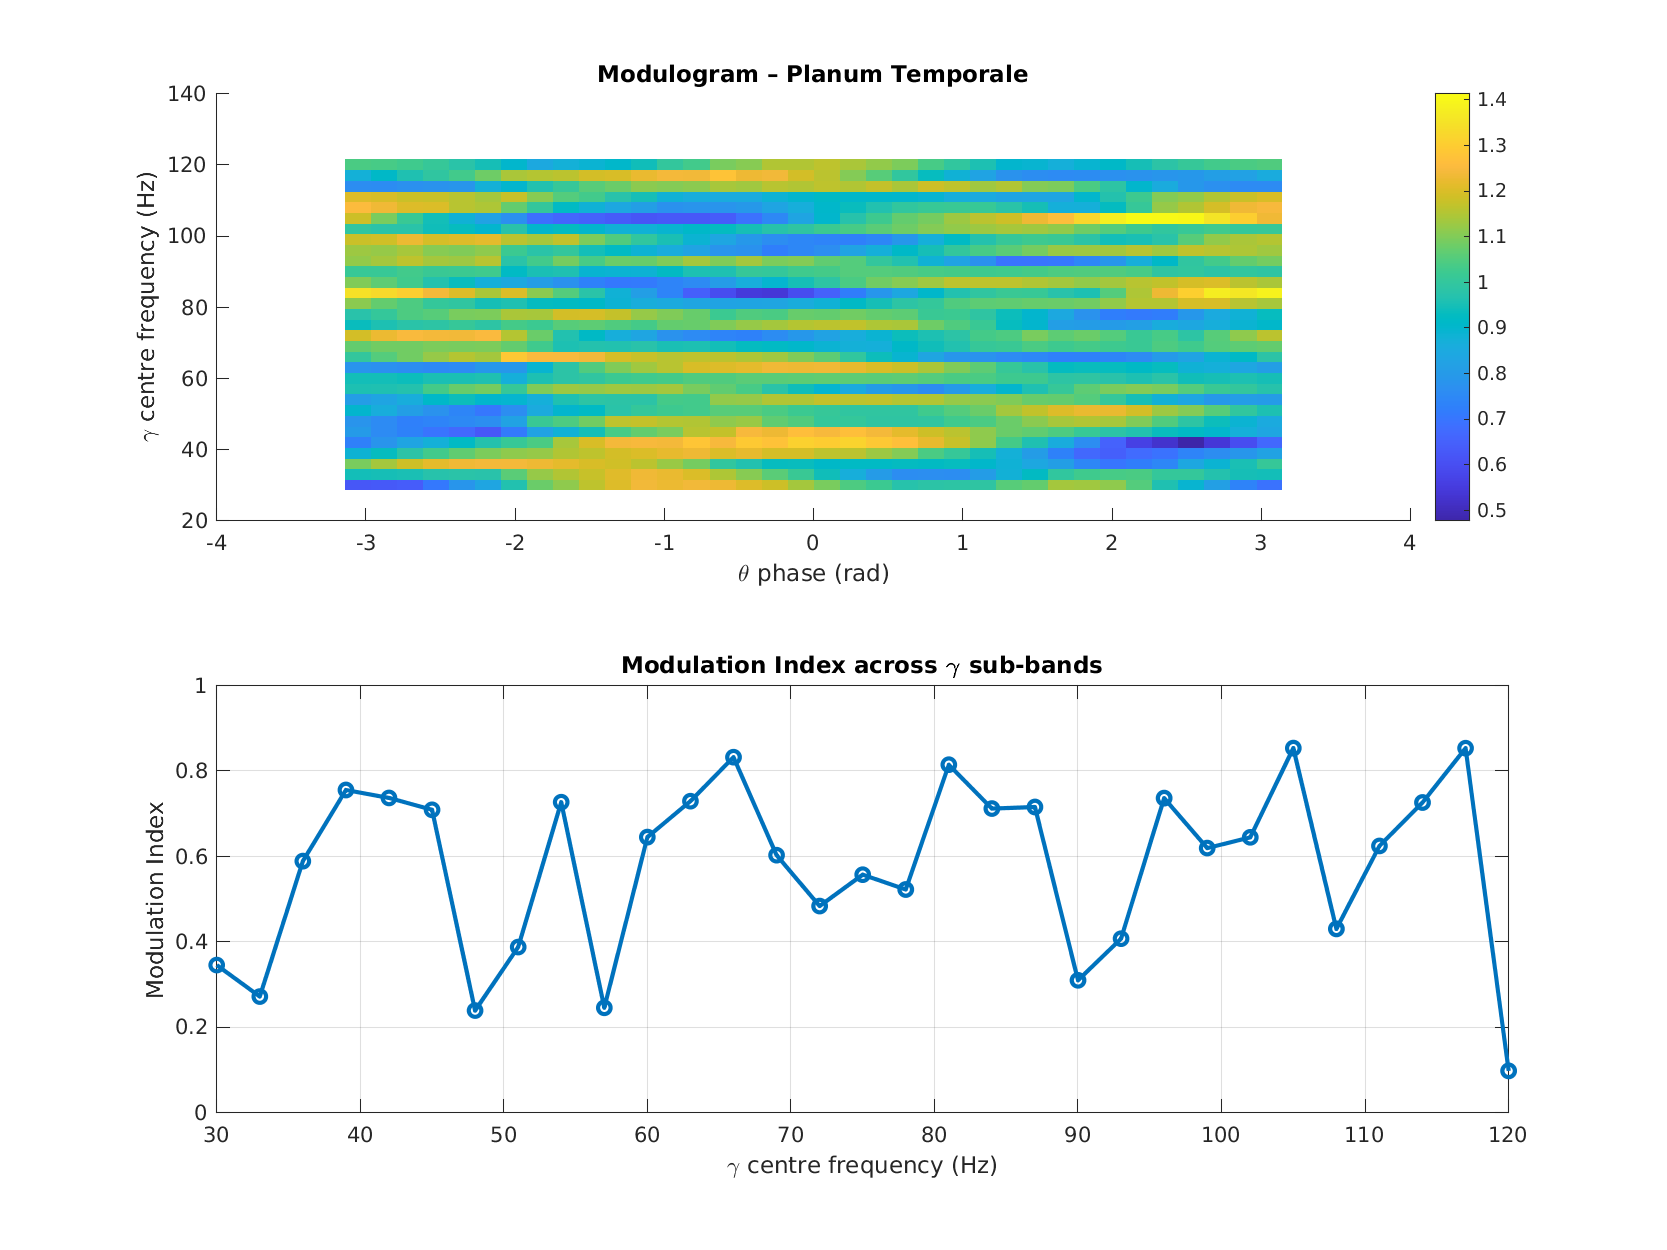 Modulogram – Planum Temporale
140
120
100
80
60
40
20
γ centre frequency (Hz)
-4 -3 -2 -1 0 1 2 3 4
θ phase (rad)
1.4
1.3
1.2
1.1
1
0.9
0.8
0.7
0.6
0.5
Modulation Index across γ sub-bands
1
0.8
0.6
0.4
0.2
0
Modulation Index
30 40 50 60 70 80 90 100 110 120
γ centre frequency (Hz)